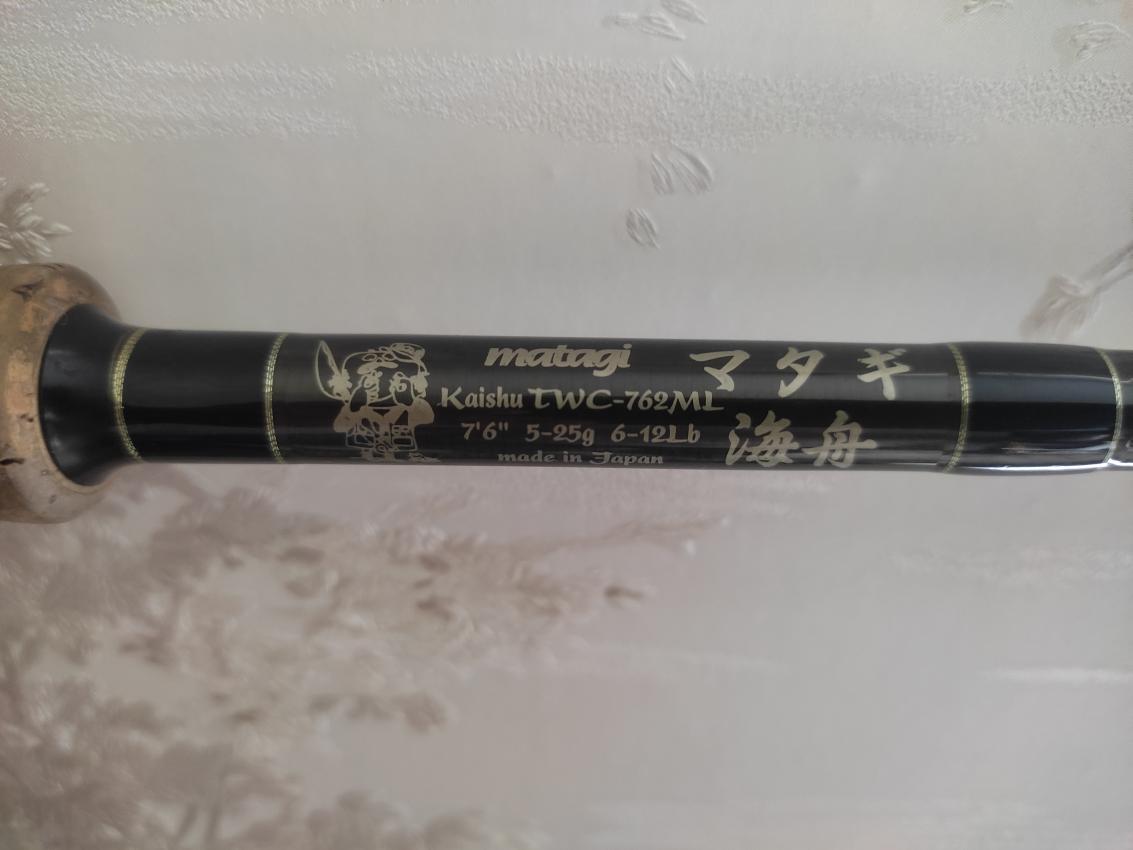 matagi
Kaishu TWC-762ML
7'6" 5-25g 6-12Lb
made in Japan
マタギ
海舟